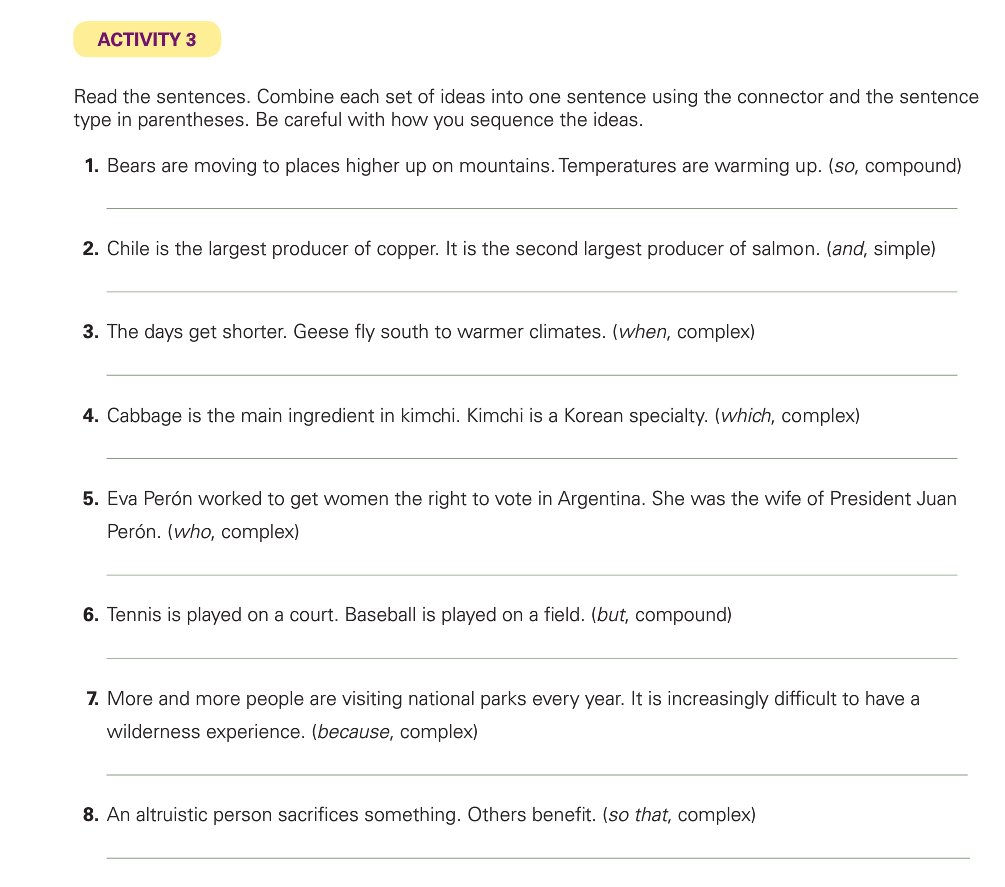 ACTIVITY 3
Read the sentences. Combine each set of ideas into one sentence using the connector and the sentence
type in parentheses. Be careful with how you sequence the ideas.
1. Bears are moving to places higher up on mountains. Temperatures are warming up. (so, compound)
2. Chile is the largest producer of copper. It is the second largest producer of salmon. (and, simple)
3. The days get shorter. Geese fly south to warmer climates. (when, complex)
4. Cabbage is the main ingredient in kimchi. Kimchi is a Korean specialty. (which, complex)
5. Eva Perón worked to get women the right to vote in Argentina. She was the wife of President Juan
Perón. (who, complex)
6. Tennis is played on a court. Baseball is played on a field. (but, compound)
7. More and more people are visiting national parks every year. It is increasingly difficult to have a
wilderness experience. (because, complex)
8. An altruistic person sacrifices something. Others benefit. (so that, complex)